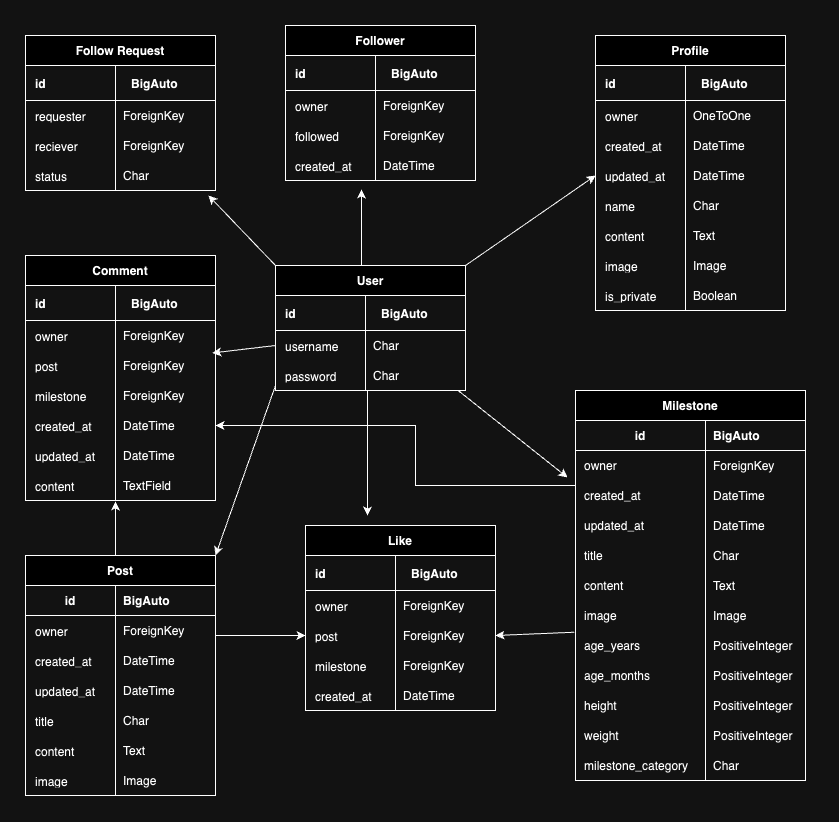 Follow Request
id BigAuto
requester ForeignKey
reciever ForeignKey
status Char
Follower
id BigAuto
owner ForeignKey
followed ForeignKey
created_at DateTime
Profile
id BigAuto
owner OneToOne
created_at DateTime
updated_at DateTime
name Char
content Text
image Image
is_private Boolean
Comment
id BigAuto
owner ForeignKey
post ForeignKey
milestone ForeignKey
created_at DateTime
updated_at DateTime
content TextField
User
id BigAuto
username Char
password Char
Milestone
id BigAuto
owner ForeignKey
created_at DateTime
updated_at DateTime
title Char
content Text
image Image
age_years PositiveInteger
age_months PositiveInteger
height PositiveInteger
weight PositiveInteger
milestone_category Char
Post
id BigAuto
owner ForeignKey
created_at DateTime
updated_at DateTime
title Char
content Text
image Image
Like
id BigAuto
owner ForeignKey
post ForeignKey
milestone ForeignKey
created_at DateTime